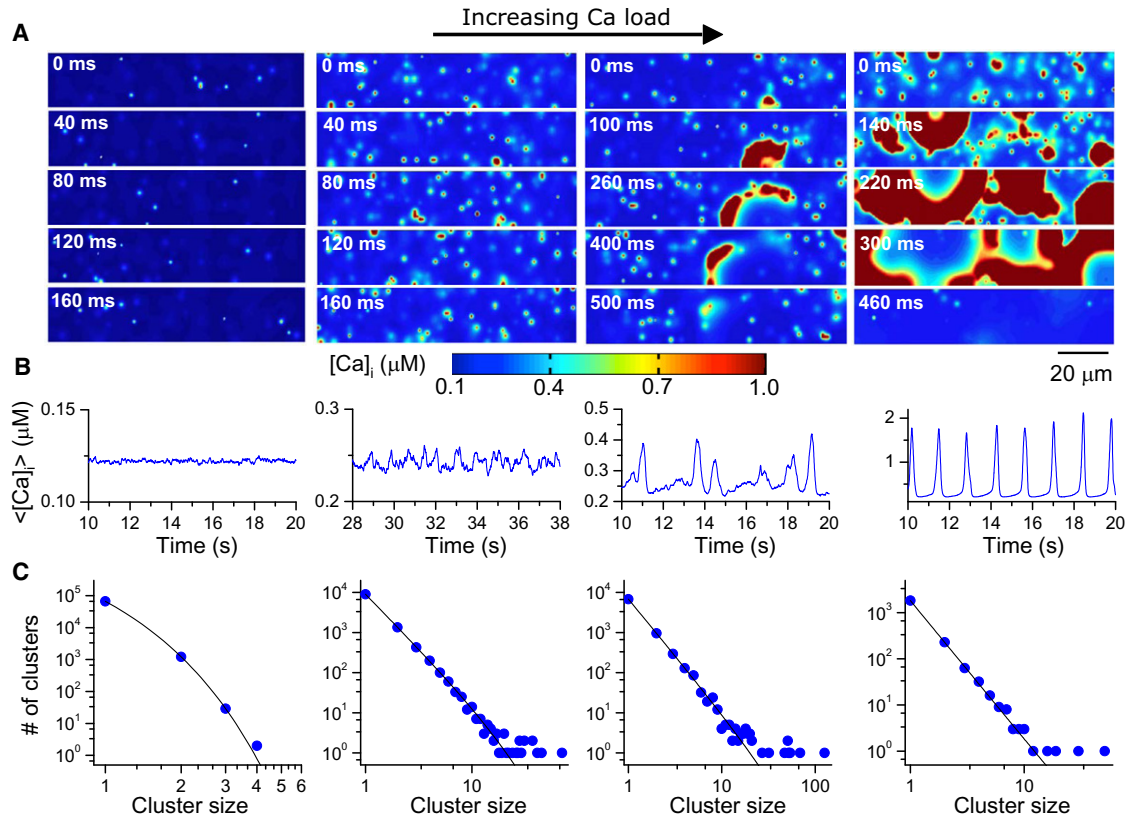 Increasing Ca load
A
0 ms
0 ms
0 ms
0 ms
40 ms
40 ms
100 ms
140 ms
80 ms
80 ms
260 ms
220 ms
120 ms
120 ms
400 ms
300 ms
160 ms
160 ms
500 ms
460 ms
B
[Ca]i (μM)
0.1 0.4 0.7 1.0
20 μm
<[Ca]i> (μM)
0.15
0.10
10 12 14 16 18 20
Time (s)
0.3
0.2
28 30 32 34 36 38
Time (s)
0.5
0.4
0.3
0.2
10 12 14 16 18 20
Time (s)
2
1
10 12 14 16 18 20
Time (s)
C
# of clusters
10^5
10^4
10^3
10^2
10^1
10^0
1 2 3 4 5 6
Cluster size
10^4
10^3
10^2
10^1
10^0
1 10
Cluster size
10^4
10^3
10^2
10^1
10^0
1 10 100
Cluster size
10^3
10^2
10^1
10^0
1 10
Cluster size